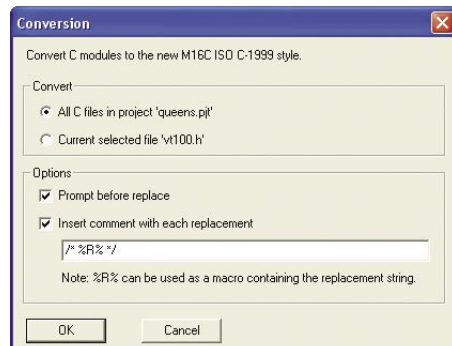 Conversion
Convert C modules to the new M16C ISO C-1999 style.
Convert
All C files in project 'queens.pjt'
Current selected file 'vt100.h'
Options
Prompt before replace
Insert comment with each replacement
/* %R% */
Note: %R% can be used as a macro containing the replacement string.
OK
Cancel